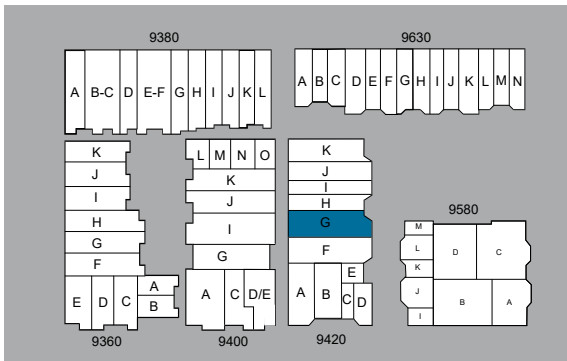 9380
9630
A B-C D E-F G H I J K L
A B C D E F G H I J K L M N
K
J
I
H
G
F
E D C A
B
9360
L M N O
K
J
I
G
A C D/E
9400
K
J
I
H
G
F
E
A B C D
9420
9580
M
L
K
J
I
D C
B A